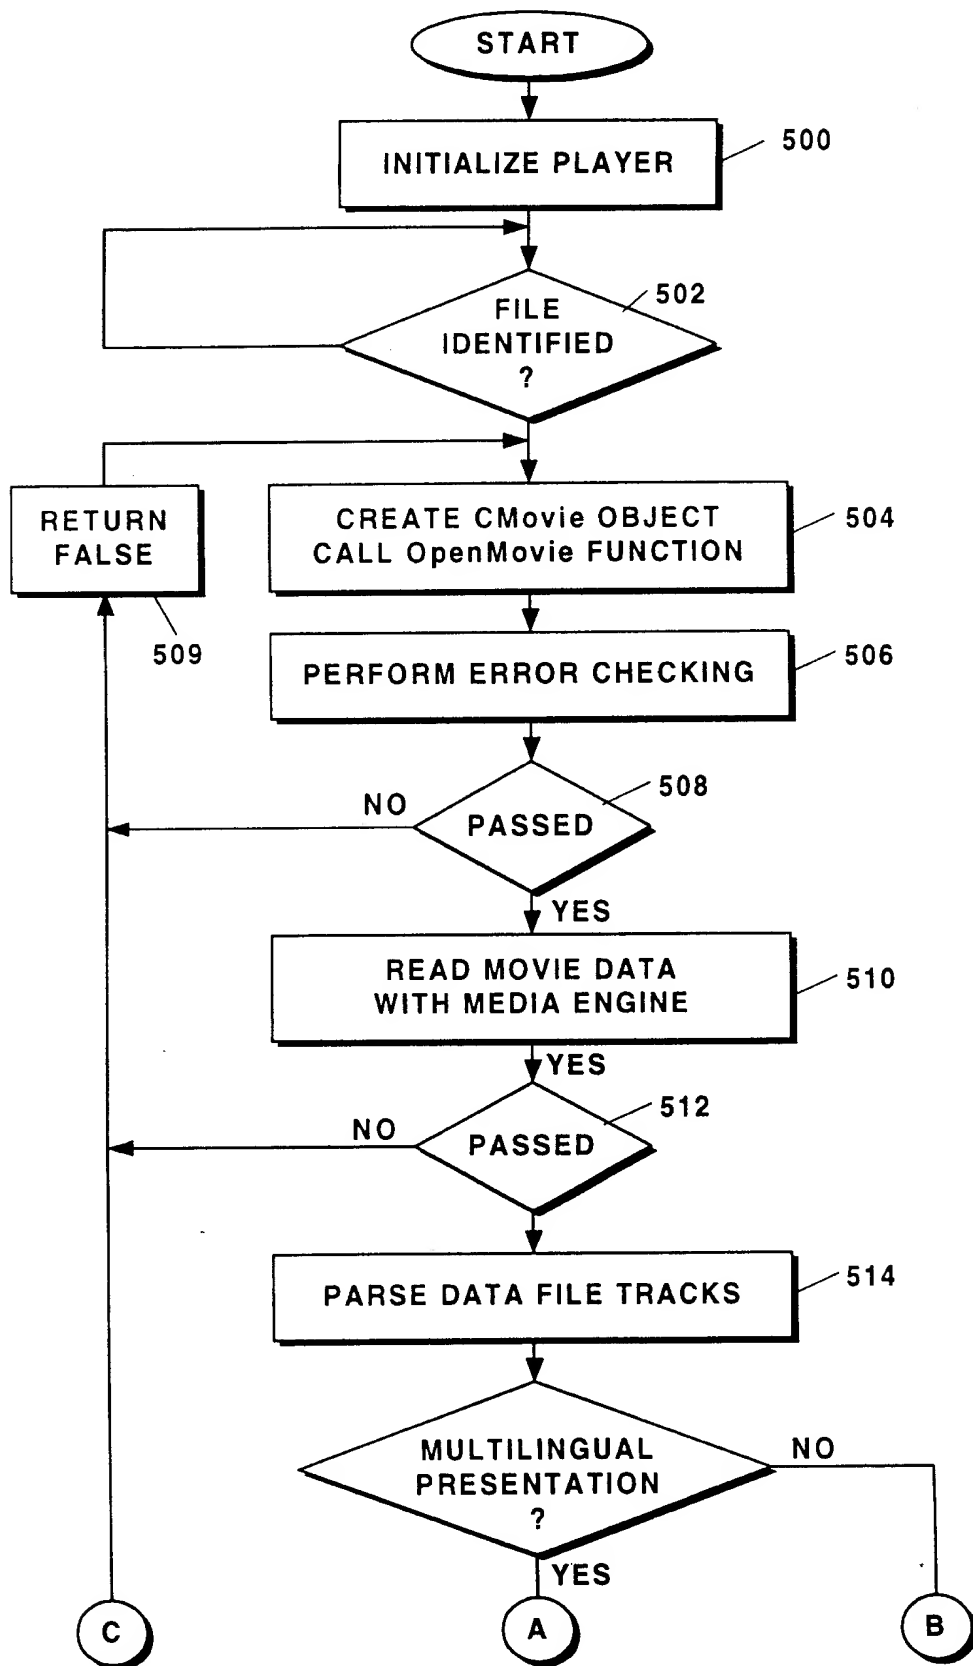 START
INITIALIZE PLAYER
500
FILE
IDENTIFIED
?
502
RETURN
FALSE
509
CREATE CMovie OBJECT
CALL OpenMovie FUNCTION
504
PERFORM ERROR CHECKING
506
PASSED
508
NO
YES
READ MOVIE DATA
WITH MEDIA ENGINE
510
YES
PASSED
512
NO
PARSE DATA FILE TRACKS
514
MULTILINGUAL
PRESENTATION
?
NO
YES
C
A
B